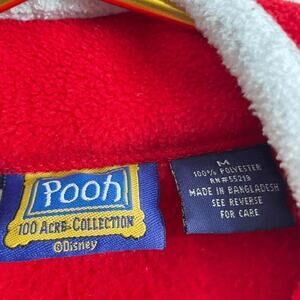 Pooh
100 ACRE COLLECTION
©Disney
M
100% POLYESTER
RN#55219
MADE IN BANGLADESH
SEE REVERSE
FOR CARE